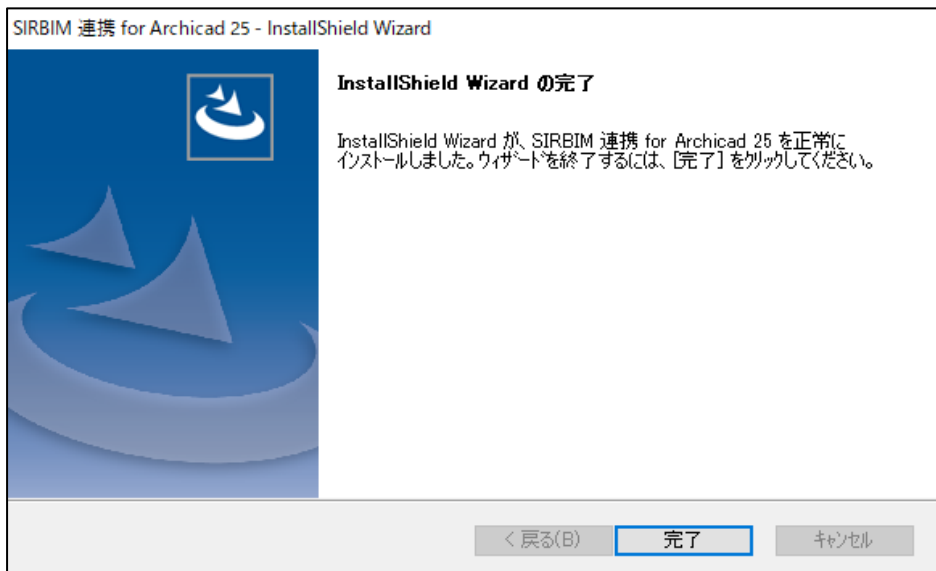 SIRBIM 連携 for Archicad 25 - InstallShield Wizard
InstallShield Wizard の完了
InstallShield Wizard が、SIRBIM 連携 for Archicad 25 を正常に
インストールしました。ウィザードを終了するには、[完了] をクリックしてください。
< 戻る(B)
完了
キャンセル